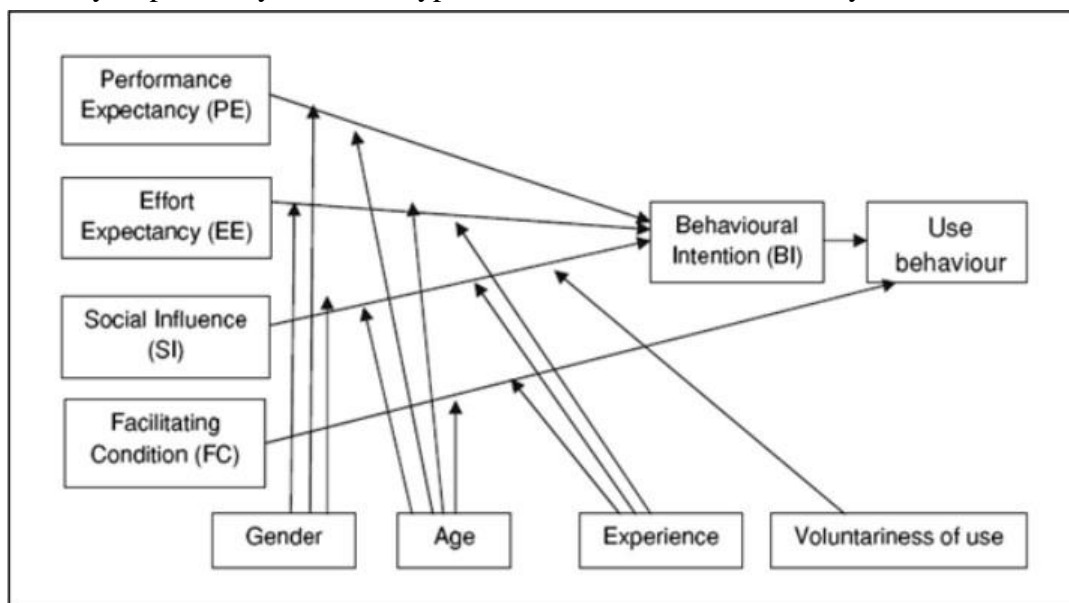 Performance
Expectancy (PE)
Effort
Expectancy (EE)
Social Influence
(SI)
Facilitating
Condition (FC)
Behavioural
Intention (BI)
Use
behaviour
Gender
Age
Experience
Voluntariness of use